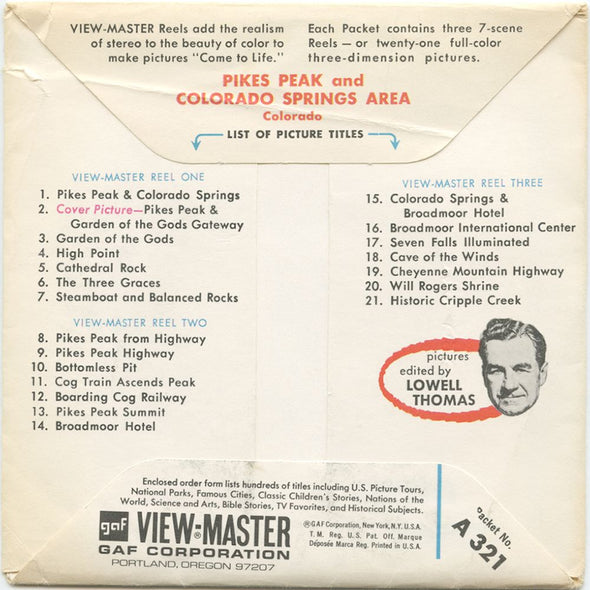 VIEW-MASTER Reels add the realism
of stereo to the beauty of color to
make pictures "Come to Life."
Each Packet contains three 7-scene
Reels — or twenty-one full-color
three-dimension pictures.
PIKES PEAK and
COLORADO SPRINGS AREA
Colorado
LIST OF PICTURE TITLES
VIEW-MASTER REEL ONE
1. Pikes Peak & Colorado Springs
2. Cover Picture—Pikes Peak &
Garden of the Gods Gateway
3. Garden of the Gods
4. High Point
5. Cathedral Rock
6. The Three Graces
7. Steamboat and Balanced Rocks
VIEW-MASTER REEL TWO
8. Pikes Peak from Highway
9. Pikes Peak Highway
10. Bottomless Pit
11. Cog Train Ascends Peak
12. Boarding Cog Railway
13. Pikes Peak Summit
14. Broadmoor Hotel
VIEW-MASTER REEL THREE
15. Colorado Springs &
Broadmoor Hotel
16. Broadmoor International Center
17. Seven Falls Illuminated
18. Cave of the Winds
19. Cheyenne Mountain Highway
20. Will Rogers Shrine
21. Historic Cripple Creek
pictures
edited by
LOWELL
THOMAS
Enclosed order form lists hundreds of titles including U.S. Picture Tours,
National Parks, Famous Cities, Classic Children's Stories, Nations of the
World, Science and Arts, Bible Stories, TV Favorites, and Historical Subjects.
gaf VIEW-MASTER®
GAF CORPORATION
PORTLAND, OREGON 97207
®GAF Corporation, New York, N.Y. U.S.A.
T.M. Reg. U.S. Pat. Off. Marque
Déposée Marca Reg. Printed in U.S.A.
Packet No.
A 321